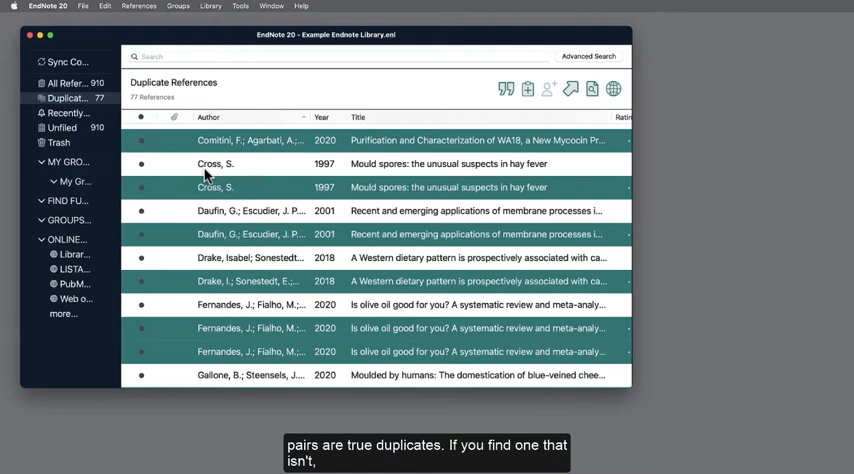 EndNote 20 File Edit References Groups Library Tools Window Help
EndNote 20 - Example Endnote Library.enl
Sync Co...
All Refer... 910
Duplicat... 77
Recently...
Unfiled 910
Trash
MY GRO...
My Gr...
FIND FU...
GROUPS...
ONLINE...
Librar...
LISTA...
PubM...
Web o...
more...
Search Advanced Search
Duplicate References
77 References
Author Year Title Ratin
Comitini, F.; Agarbati, A.;... 2020 Purification and Characterization of WA18, a New Mycocin Pr...
Cross, S. 1997 Mould spores: the unusual suspects in hay fever
Cross, S. 1997 Mould spores: the unusual suspects in hay fever
Daufin, G.; Escudier, J. P.... 2001 Recent and emerging applications of membrane processes i...
Daufin, G.; Escudier, J. P.... 2001 Recent and emerging applications of membrane processes i...
Drake, Isabel; Sonestedt... 2018 A Western dietary pattern is prospectively associated with ca...
Drake, I.; Sonestedt, E.;... 2018 A Western dietary pattern is prospectively associated with ca...
Fernandes, J.; Fialho, M.;... 2020 Is olive oil good for you? A systematic review and meta-analy...
Fernandes, J.; Fialho, M.;... 2020 Is olive oil good for you? A systematic review and meta-analy...
Fernandes, J.; Fialho, M.;... 2020 Is olive oil good for you? A systematic review and meta-analy...
Gallone, B.; Steensels, J.... 2018 Moulded by humans: The domestication of blue-veined chee...
pairs are true duplicates. If you find one that
isn't,